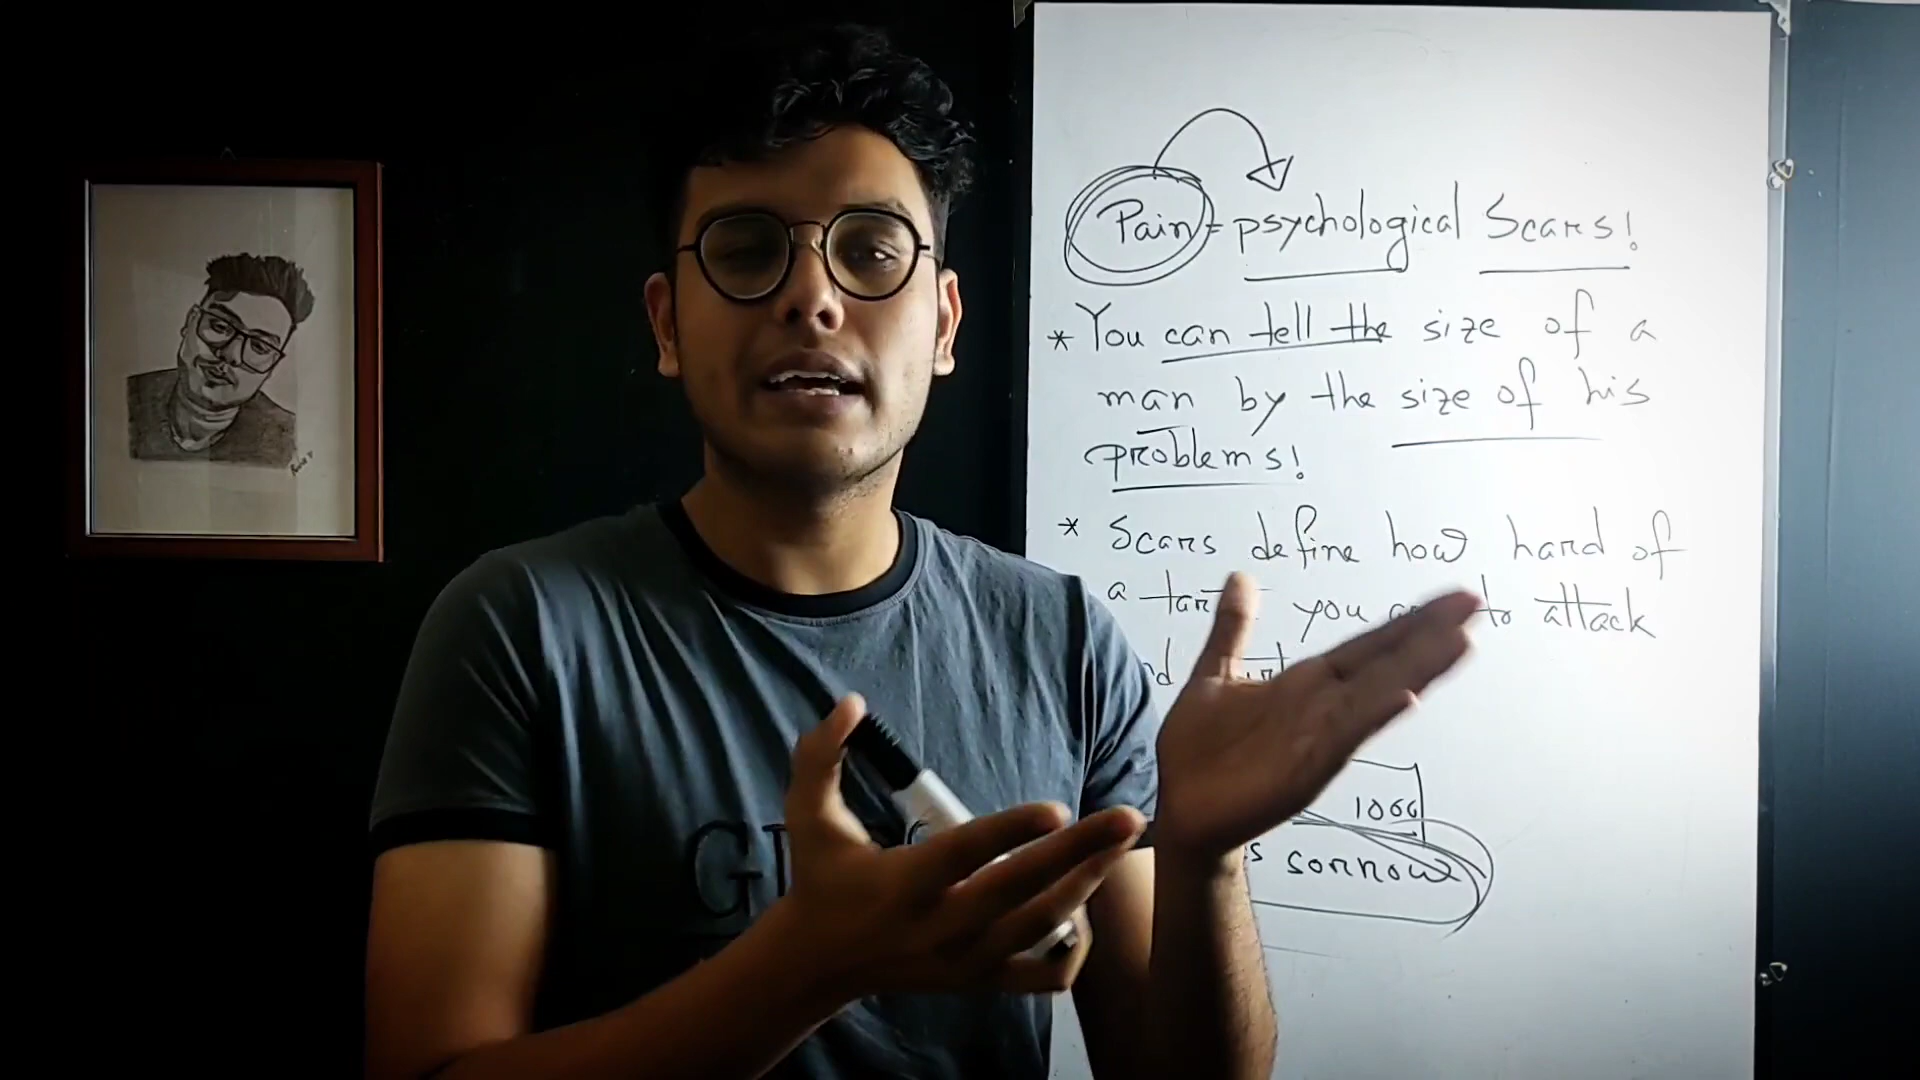 Pain = psychological Scars!
* You can tell the size of a
man by the size of his
problems!
* Scars define how hard of
a you to attack
1000
sorrow